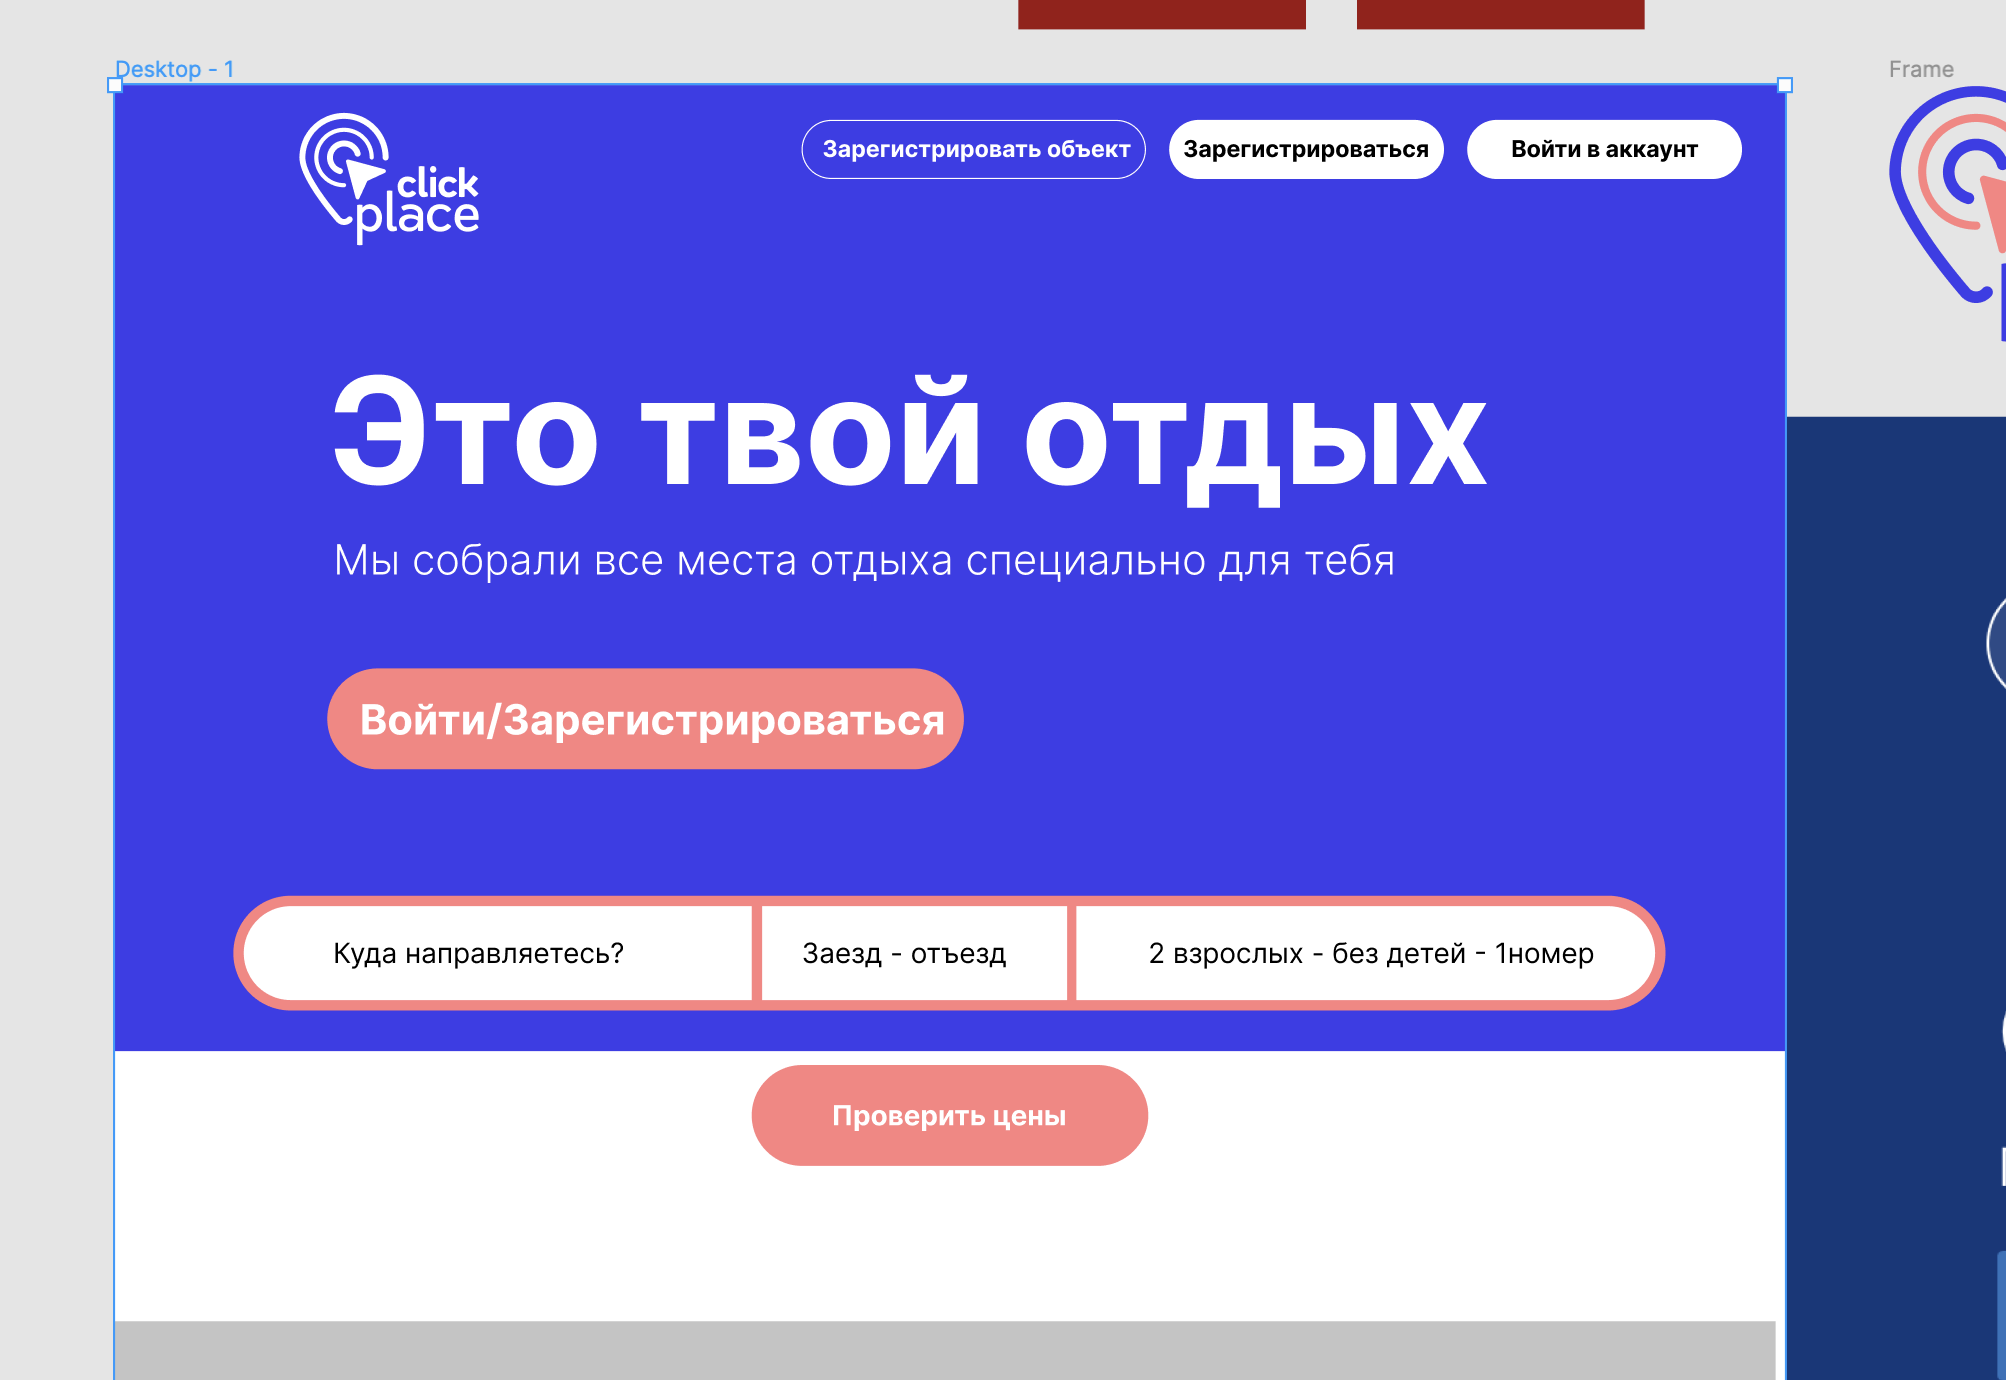 Desktop - 1
Frame
click
place
Зарегистрировать объект
Зарегистрироваться
Войти в аккаунт
Это твой отдых
Мы собрали все места отдыха специально для тебя
Войти/Зарегистрироваться
Куда направляетесь?
Заезд - отъезд
2 взрослых - без детей - 1номер
Проверить цены